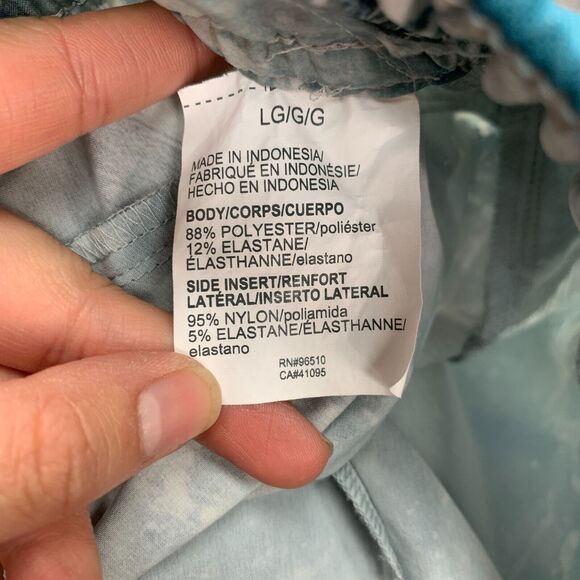 LG/G/G
MADE IN INDONESIA/
FABRIQUÉ EN INDONÉSIE/
HECHO EN INDONESIA
BODY/CORPS/CUERPO
88% POLYESTER/poliéster
12% ELASTANE/
ÉLASTHANNE/elastano
SIDE INSERT/RENFORT
LATÉRAL/INSERTO LATERAL
95% NYLON/poliamida
5% ELASTANE/ÉLASTHANNE/
elastano
RN#96510
CA#41095